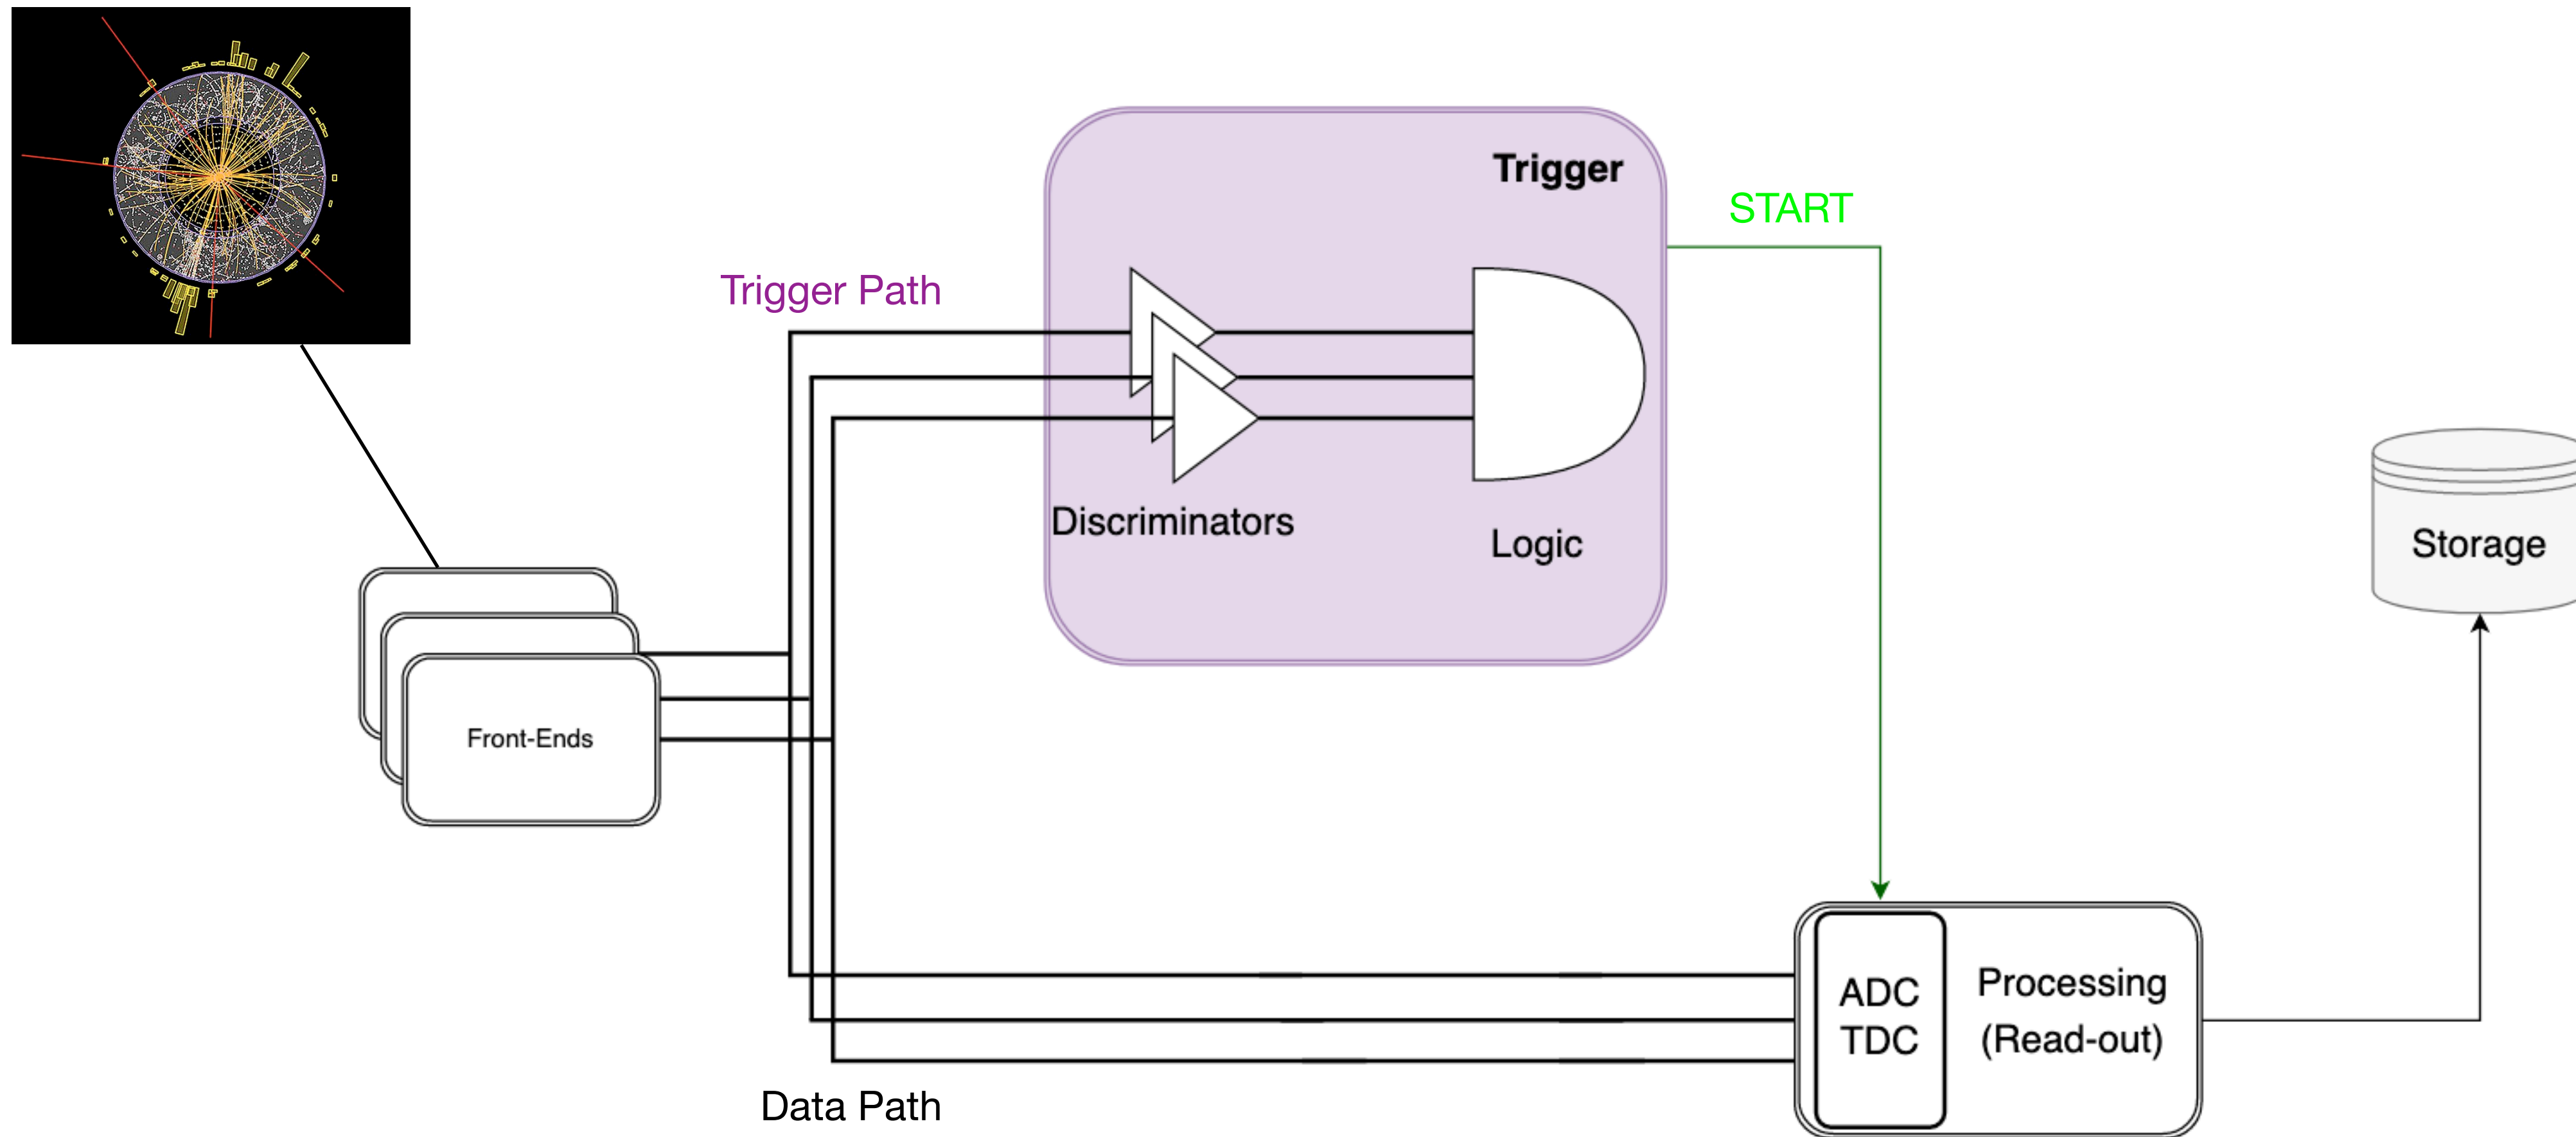 Trigger
START
Trigger Path
Discriminators
Logic
Storage
Front-Ends
ADC
TDC
Processing
(Read-out)
Data Path